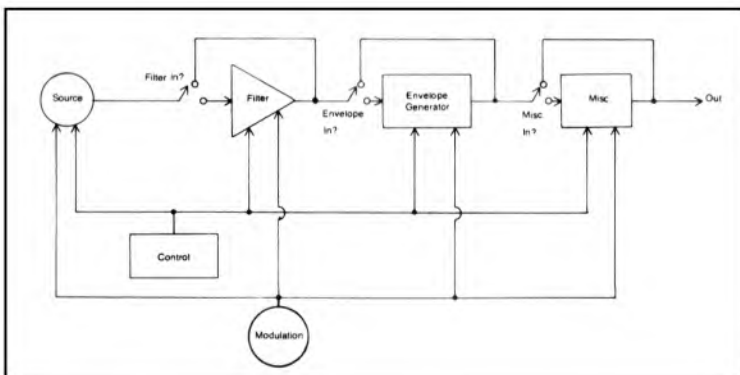 Source
Filter In?
Filter
Envelope
In?
Envelope
Generator
Misc
In?
Misc
Out
Control
Modulation